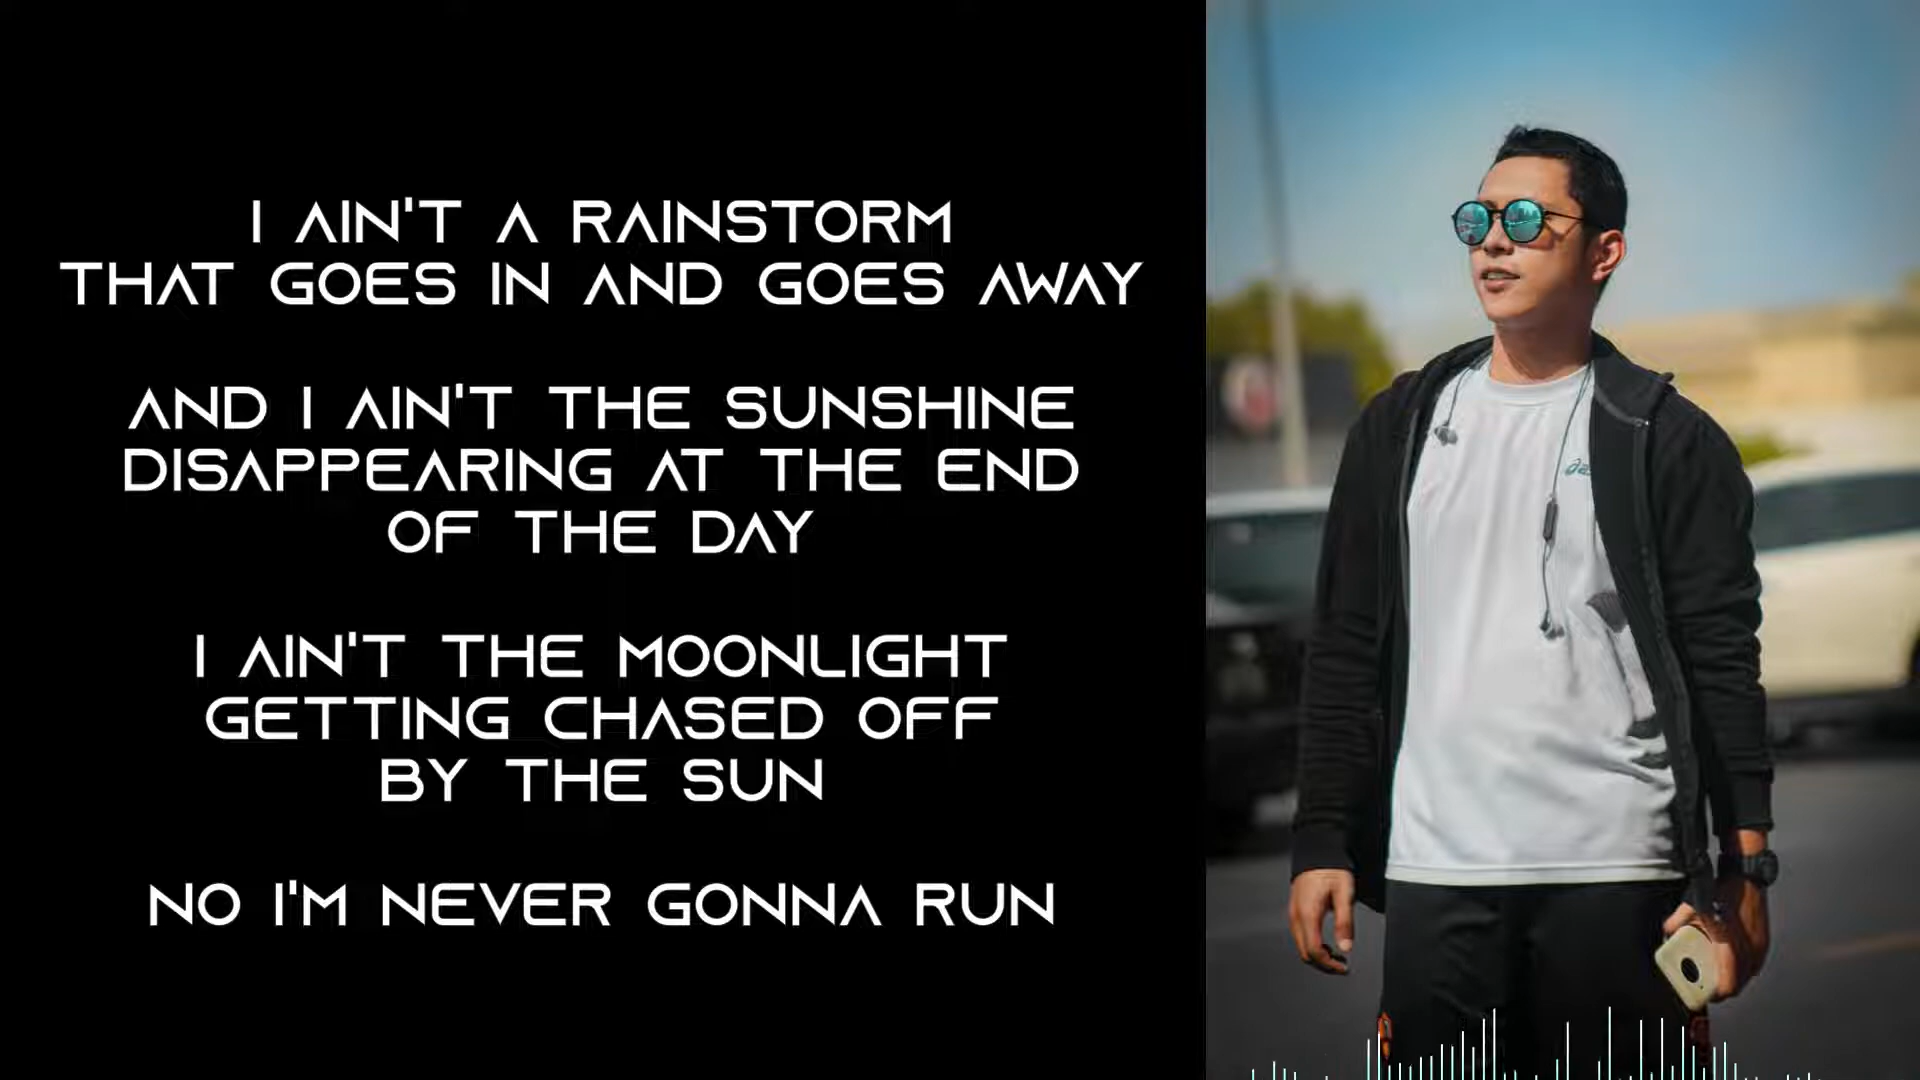 I AIN'T A RAINSTORM
THAT GOES IN AND GOES AWAY
AND I AIN'T THE SUNSHINE
DISAPPEARING AT THE END
OF THE DAY
I AIN'T THE MOONLIGHT
GETTING CHASED OFF
BY THE SUN
NO I'M NEVER GONNA RUN